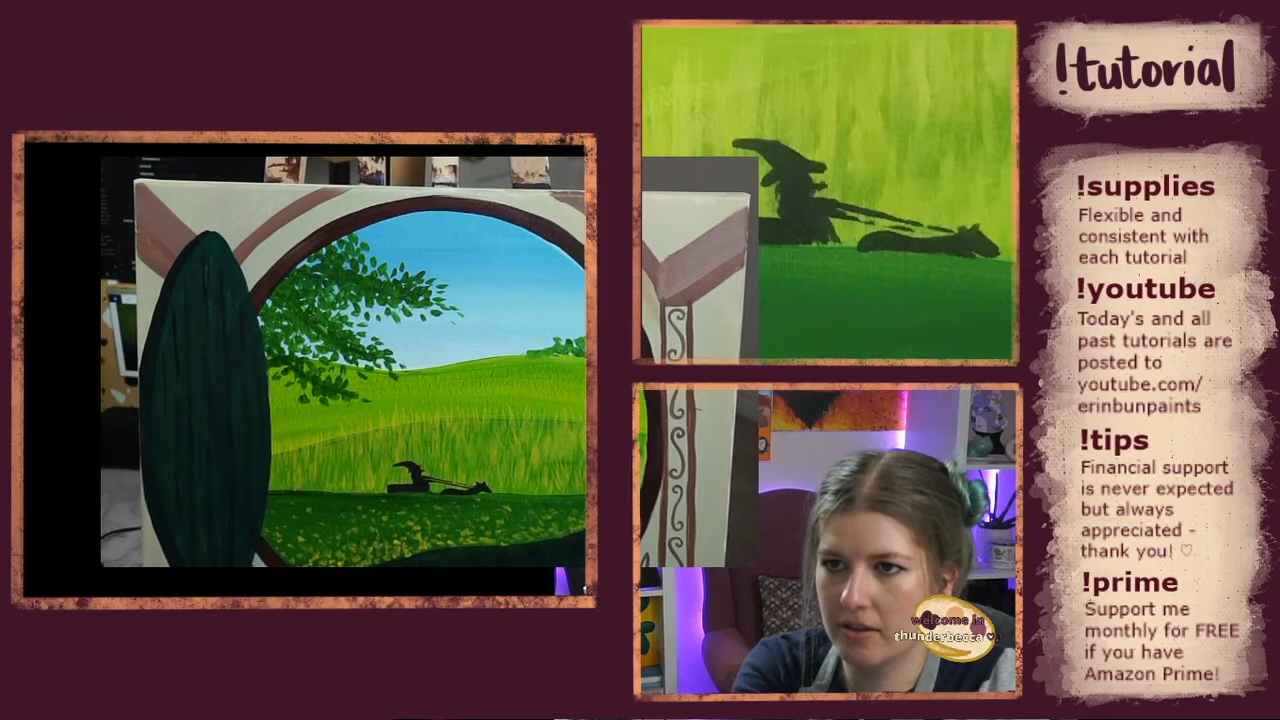 !tutorial
!supplies
Flexible and
consistent with
each tutorial
!youtube
Today's and all
past tutorials are
posted to
youtube.com/
erinbunpaints
!tips
Financial support
is never expected
but always
appreciated -
thank you! ♡
!prime
Support me
monthly for FREE
if you have
Amazon Prime!
welcome in
thunderbecca ♡